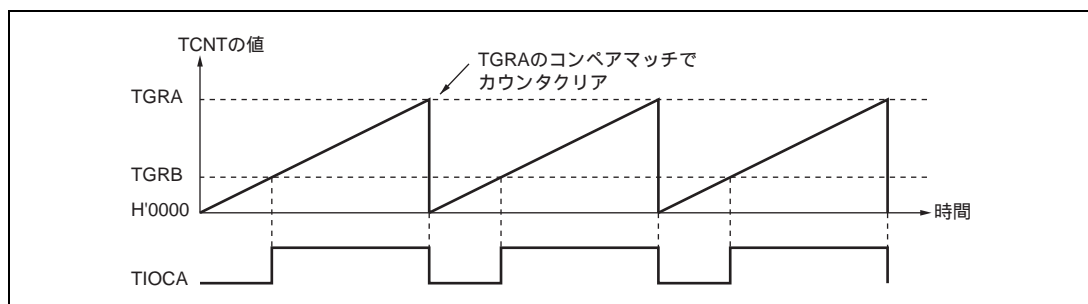 TCNTの値
TGRAのコンペアマッチで
カウンタクリア
TGRA
TGRB
H'0000
時間
TIOCA